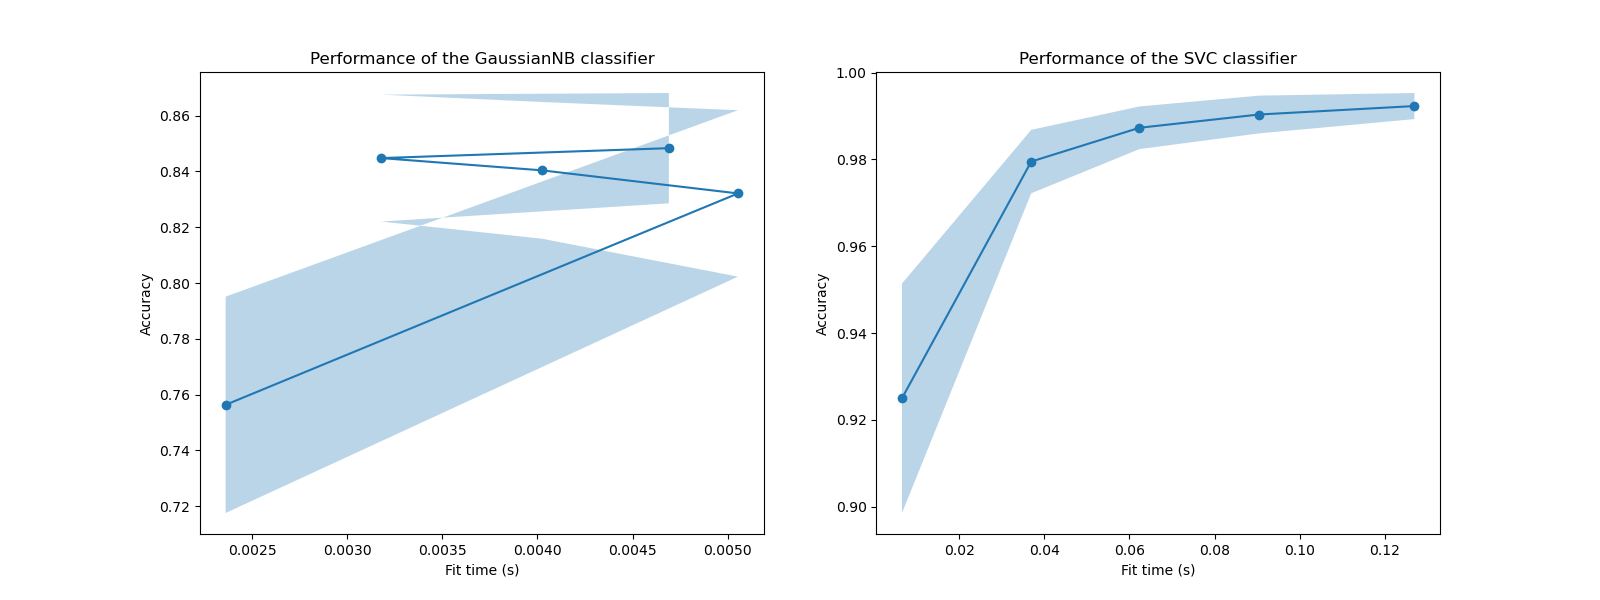 Performance of the GaussianNB classifier
Accuracy
0.86
0.84
0.82
0.80
0.78
0.76
0.74
0.72
0.0025 0.0030 0.0035 0.0040 0.0045 0.0050
Fit time (s)
Performance of the SVC classifier
Accuracy
1.00
0.98
0.96
0.94
0.92
0.90
0.02 0.04 0.06 0.08 0.10 0.12
Fit time (s)